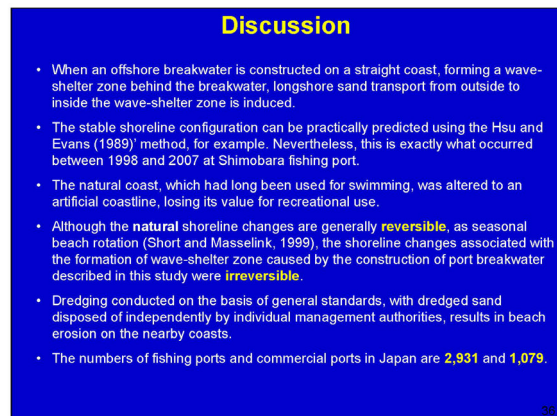 Discussion
• When an offshore breakwater is constructed on a straight coast, forming a wave-
shelter zone behind the breakwater, longshore sand transport from outside to
inside the wave-shelter zone is induced.
• The stable shoreline configuration can be practically predicted using the Hsu and
Evans (1989)' method, for example. Nevertheless, this is exactly what occurred
between 1998 and 2007 at Shimobara fishing port.
• The natural coast, which had long been used for swimming, was altered to an
artificial coastline, losing its value for recreational use.
• Although the natural shoreline changes are generally reversible, as seasonal
beach rotation (Short and Masselink, 1999), the shoreline changes associated with
the formation of wave-shelter zone caused by the construction of port breakwater
described in this study were irreversible.
• Dredging conducted on the basis of general standards, with dredged sand
disposed of independently by individual management authorities, results in beach
erosion on the nearby coasts.
• The numbers of fishing ports and commercial ports in Japan are 2,931 and 1,079.